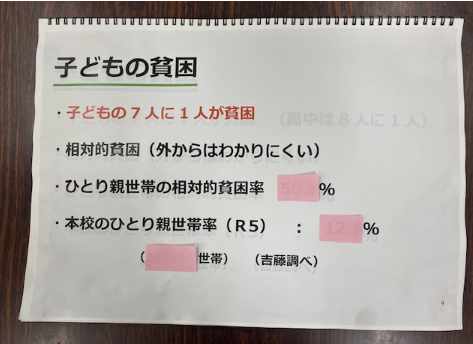 子どもの貧困
・子どもの7人に1人が貧困 （高中は8人に1人）
・相対的貧困（外からはわかりにくい）
・ひとり親世帯の相対的貧困率 %
・本校のひとり親世帯率（R5） ： %
（ 世帯） （吉藤調べ）
9